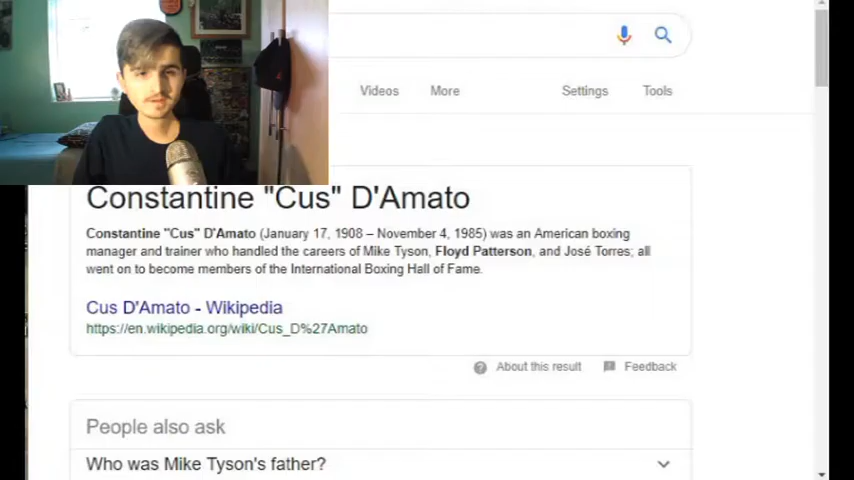 Videos More Settings Tools
Constantine "Cus" D'Amato
Constantine "Cus" D'Amato (January 17, 1908 – November 4, 1985) was an American boxing
manager and trainer who handled the careers of Mike Tyson, Floyd Patterson, and José Torres; all
went on to become members of the International Boxing Hall of Fame.
Cus D'Amato - Wikipedia
https://en.wikipedia.org/wiki/Cus_D%27Amato
About this result Feedback
People also ask
Who was Mike Tyson's father?